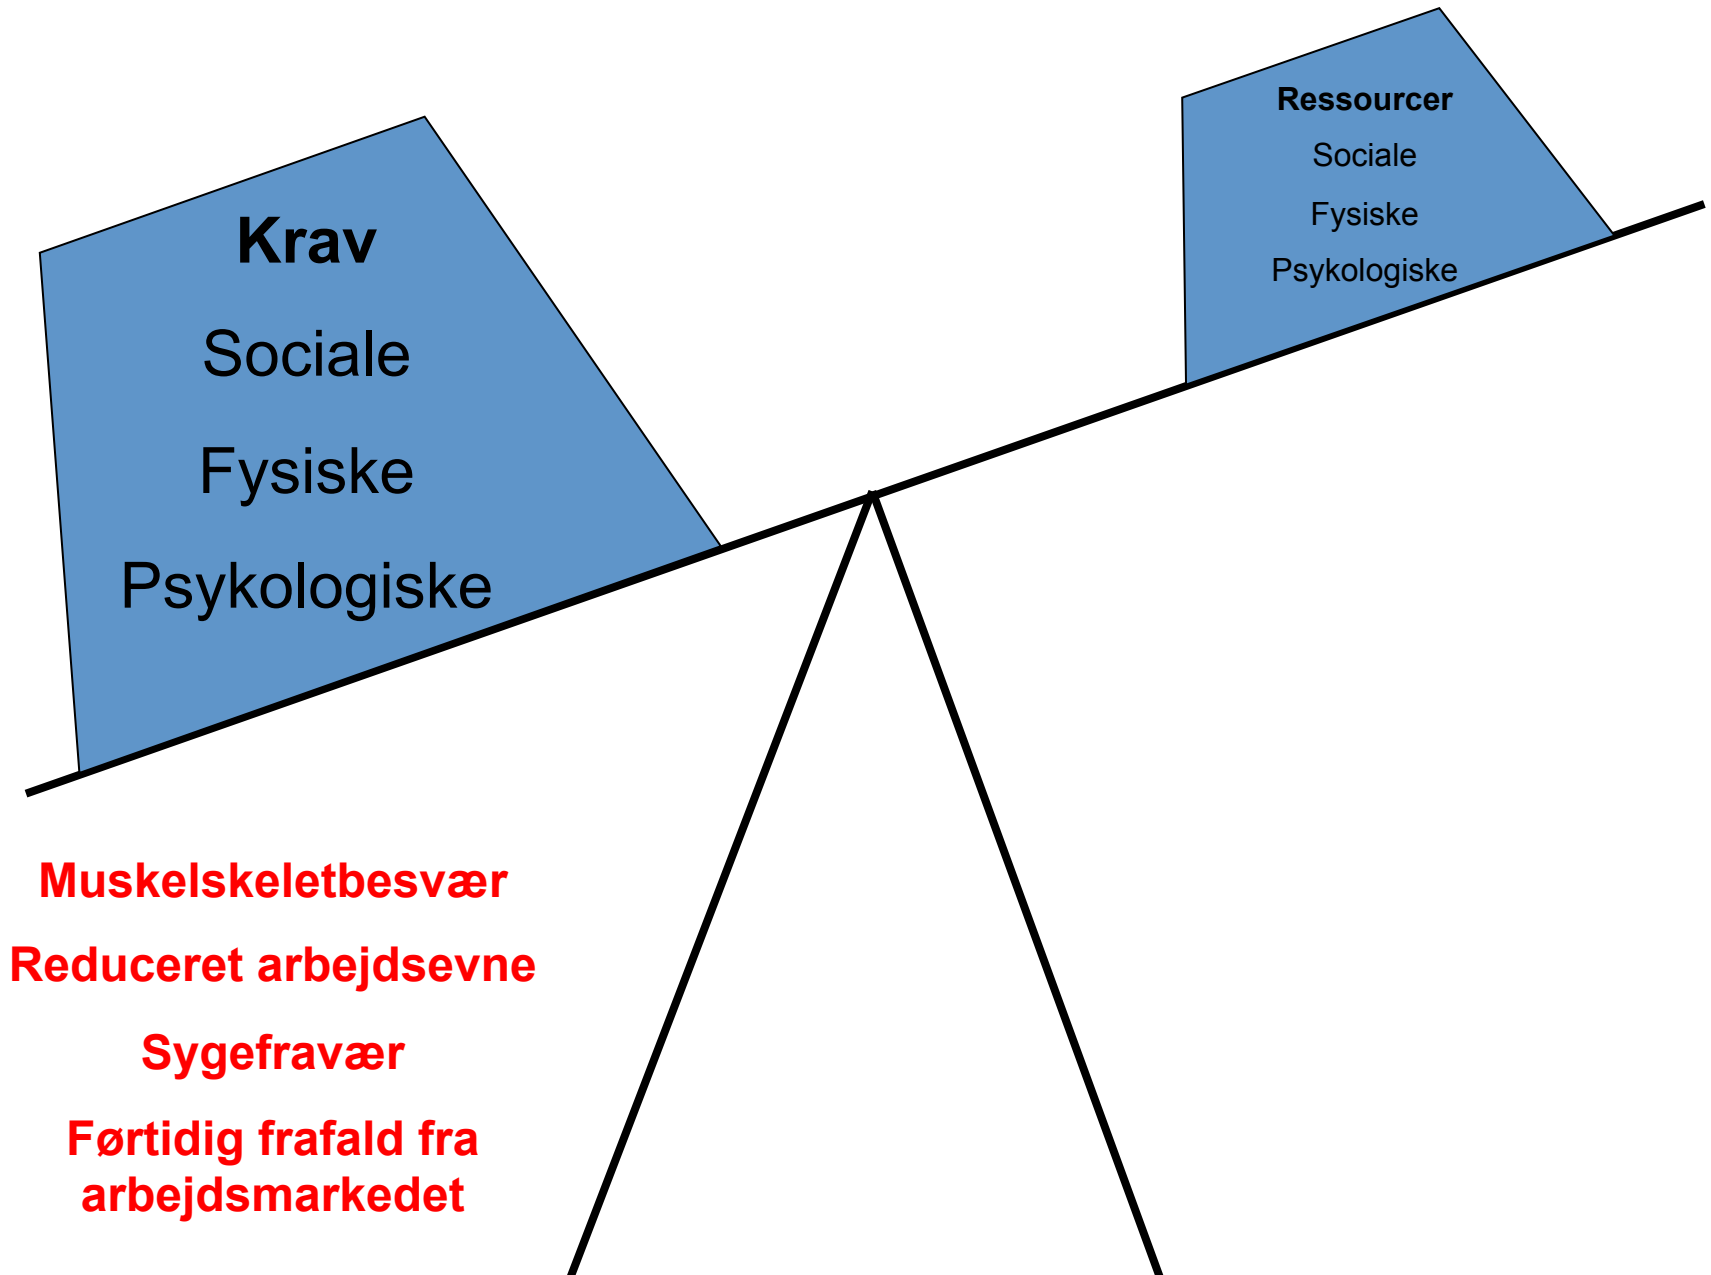 Krav
Sociale
Fysiske
Psykologiske
Ressourcer
Sociale
Fysiske
Psykologiske
Muskelskeletbesvær
Reduceret arbejdsevne
Sygefravær
Førtidig frafald fra
arbejdsmarkedet